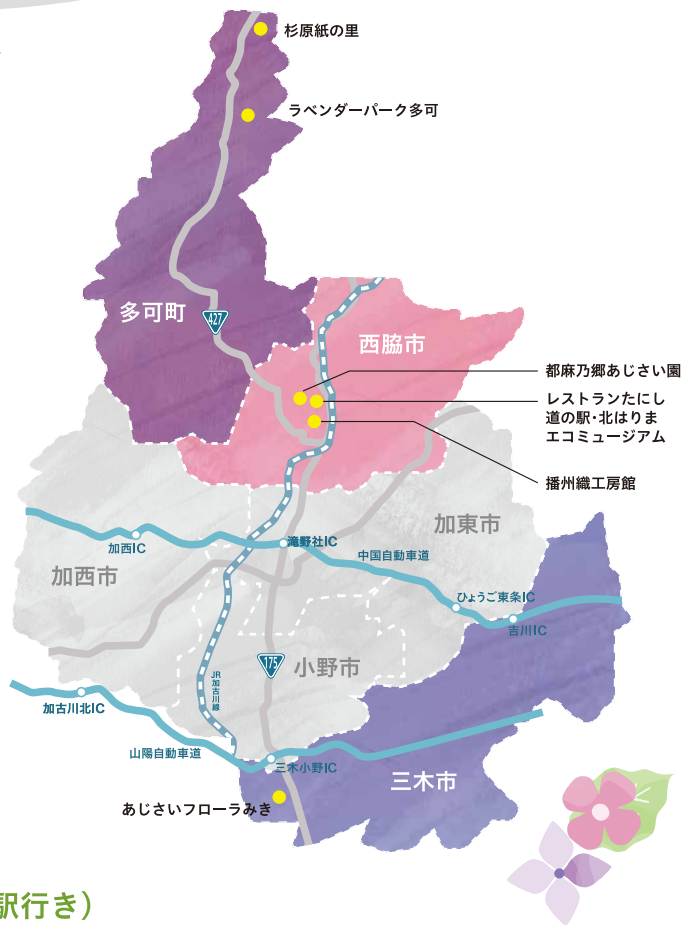 杉原紙の里
ラベンダーパーク多可
多可町
427
西脇市
都麻乃郷あじさい園
レストランたにし
道の駅・北はりま
エコミュージアム
播州織工房館
加東市
加西IC
滝野社IC
中国自動車道
加西市
ひょうご東条IC
吉川IC
175
小野市
JR加古川線
加古川北IC
山陽自動車道
三木小野IC
三木市
あじさいフローラみき
駅行き）